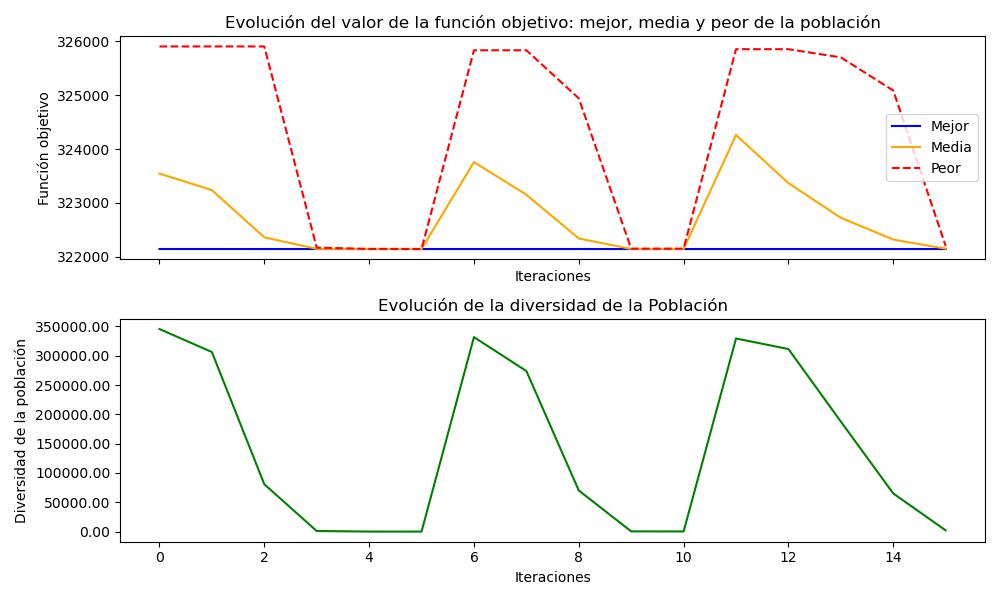 Evolución del valor de la función objetivo: mejor, media y peor de la población
326000
325000
324000
323000
322000
Función objetivo
Mejor
Media
Peor
Iteraciones
Evolución de la diversidad de la Población
350000.00
300000.00
250000.00
200000.00
150000.00
100000.00
50000.00
0.00
Diversidad de la población
0 2 4 6 8 10 12 14
Iteraciones